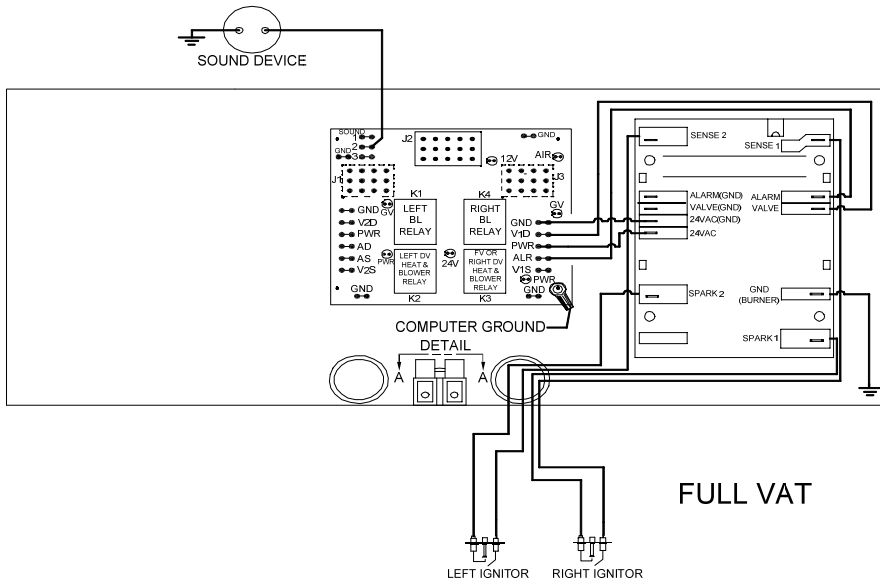 SOUND DEVICE
SOUND
1
2
GND
3
J2
GND
12V
AIR
J1
J3
K1
K4
GV
GV
LEFT
BL
RELAY
RIGHT
BL
RELAY
GND
V2D
PWR
AD
AS
V2S
GND
V1D
PWR
ALR
V1S
PWR
24V
LEFT DV
HEAT &
BLOWER
RELAY
FV OR
RIGHT DV
HEAT &
BLOWER
RELAY
PWR
GND
K2
K3
GND
COMPUTER GROUND
DETAIL
A
A
SENSE 2
SENSE 1
ALARM(GND)
ALARM
VALVE(GND)
VALVE
24VAC(GND)
24VAC
SPARK2
GND
(BURNER)
SPARK1
FULL VAT
LEFT IGNITOR
RIGHT IGNITOR